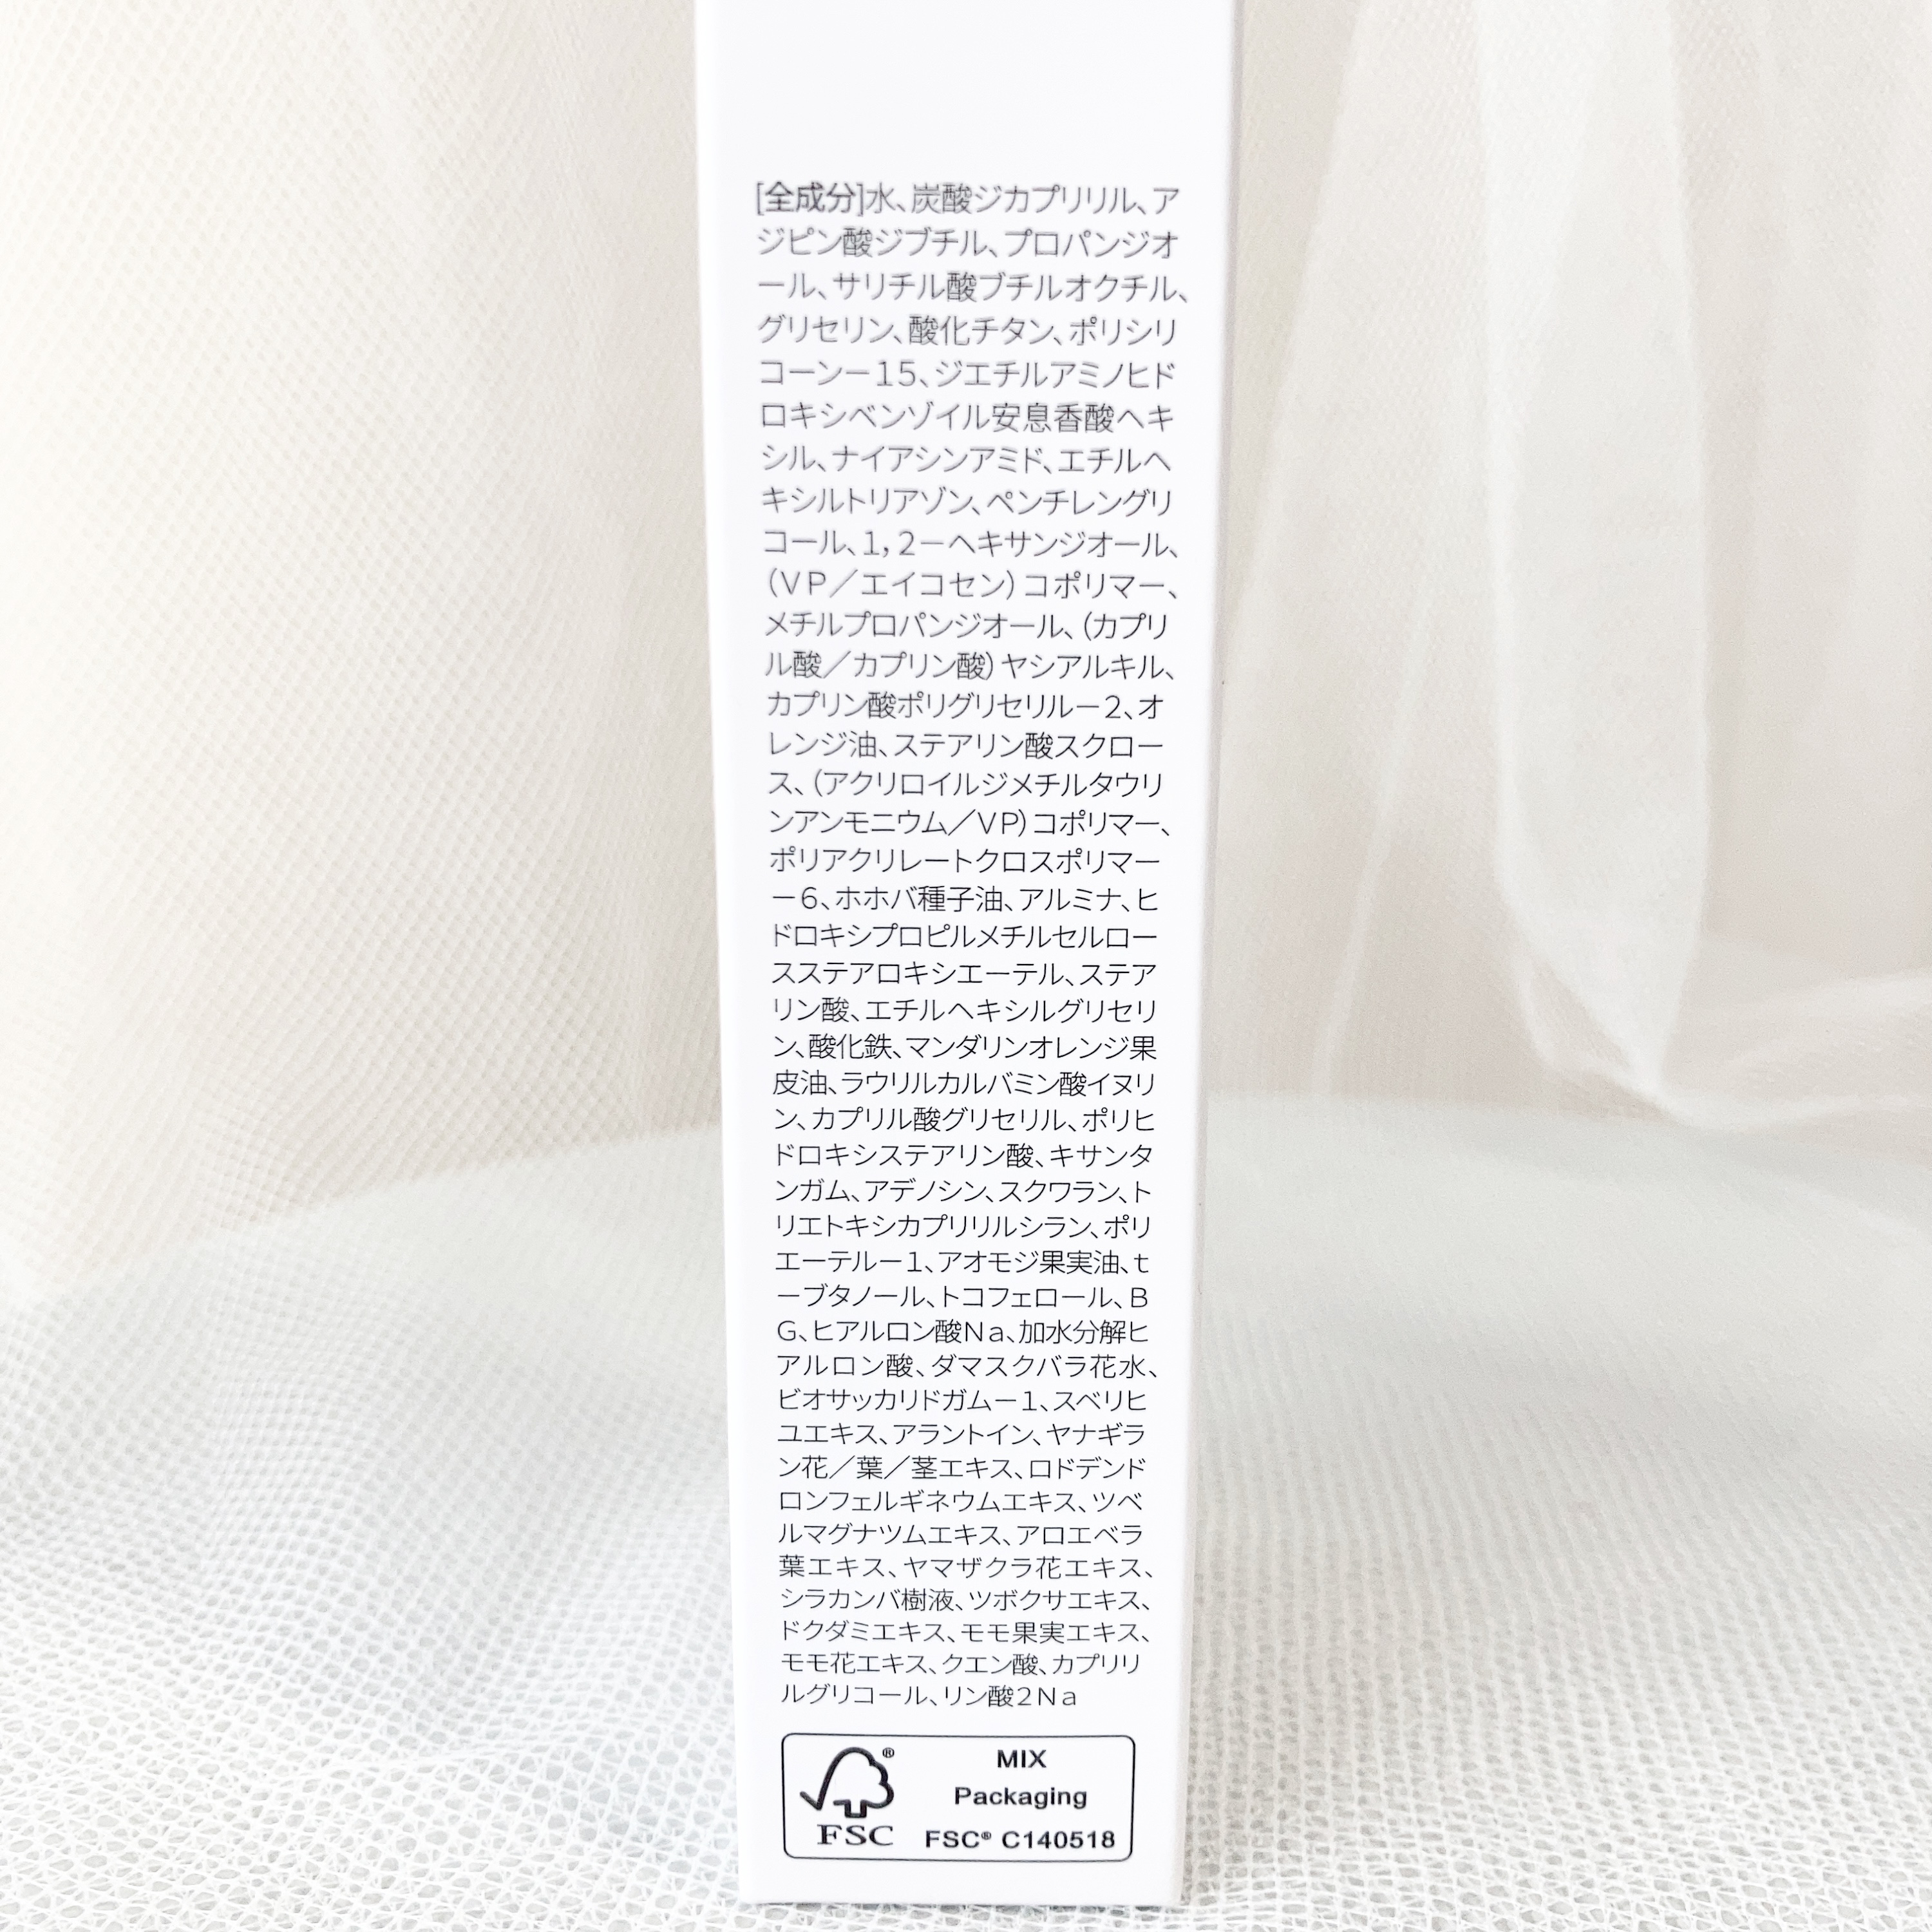 [全成分]水、炭酸ジカプリリル、ア
ジピン酸ジブチル、プロパンジオ
ール、サリチル酸ブチルオクチル、
グリセリン、酸化チタン、ポリシリ
コーンー15、ジエチルアミノヒド
ロキシベンゾイル安息香酸ヘキ
シル、ナイアシンアミド、エチルヘ
キシルトリアゾン、ペンチレングリ
コール、1,2ーヘキサンジオール、
(VP／エイコセン)コポリマー、
メチルプロパンジオール、(カプリ
ル酸／カプリン酸)ヤシアルキル、
カプリン酸ポリグリセリルー2、オ
レンジ油、ステアリン酸スクロー
ス、(アクリロイルジメチルタウリ
ンアンモニウム／VP)コポリマー、
ポリアクリレートクロスポリマー
ー6、ホホバ種子油、アルミナ、ヒ
ドロキシプロピルメチルセルロー
スステアロキシエーテル、ステア
リン酸、エチルヘキシルグリセリ
ン、酸化鉄、マンダリンオレンジ果
皮油、ラウリルカルバミン酸イヌリ
ン、カプリル酸グリセリル、ポリヒ
ドロキシステアリン酸、キサンタ
ンガム、アデノシン、スクワラン、ト
リエトキシカプリリルシラン、ポリ
エーテルー1、アオモジ果実油、t
ーブタノール、トコフェロール、B
G、ヒアルロン酸Na、加水分解ヒ
アルロン酸、ダマスクバラ花水、
ビオサッカリドガムー1、スベリヒ
ユエキス、アラントイン、ヤナギラ
ン花／葉／茎エキス、ロドデンド
ロンフェルギネウムエキス、ツベ
ルマグナツムエキス、アロエベラ
葉エキス、ヤマザクラ花エキス、
シラカンバ樹液、ツボクサエキス、
ドクダミエキス、モモ果実エキス、
モモ花エキス、クエン酸、カプリリ
ルグリコール、リン酸2Na
MIX
Packaging
FSC® C140518
®
FSC